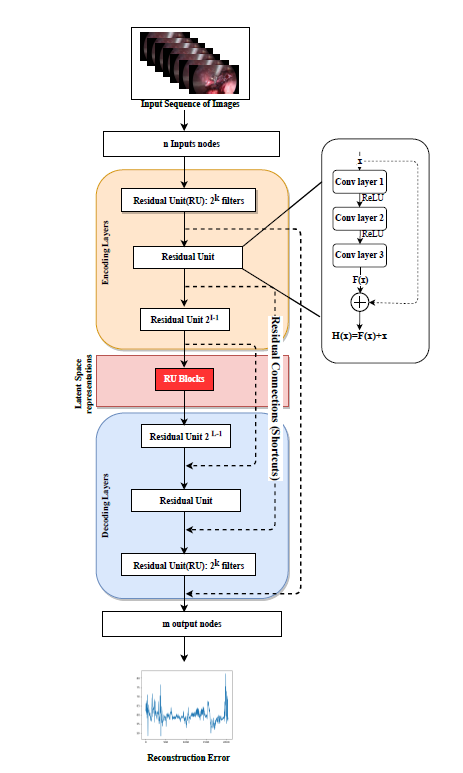 Input Sequence of Images
n Inputs nodes
Encoding Layers
Residual Unit(RU): 2^k filters
Residual Unit
Residual Unit 2^L-1
x
Conv layer 1
ReLU
Conv layer 2
ReLU
Conv layer 3
F(x)
H(x)=F(x)+x
Latent Space
representations
RU Blocks
Residual Connections (Shortcuts)
Decoding Layers
Residual Unit 2^L-1
Residual Unit
Residual Unit(RU): 2^k filters
m output nodes
Reconstruction Error